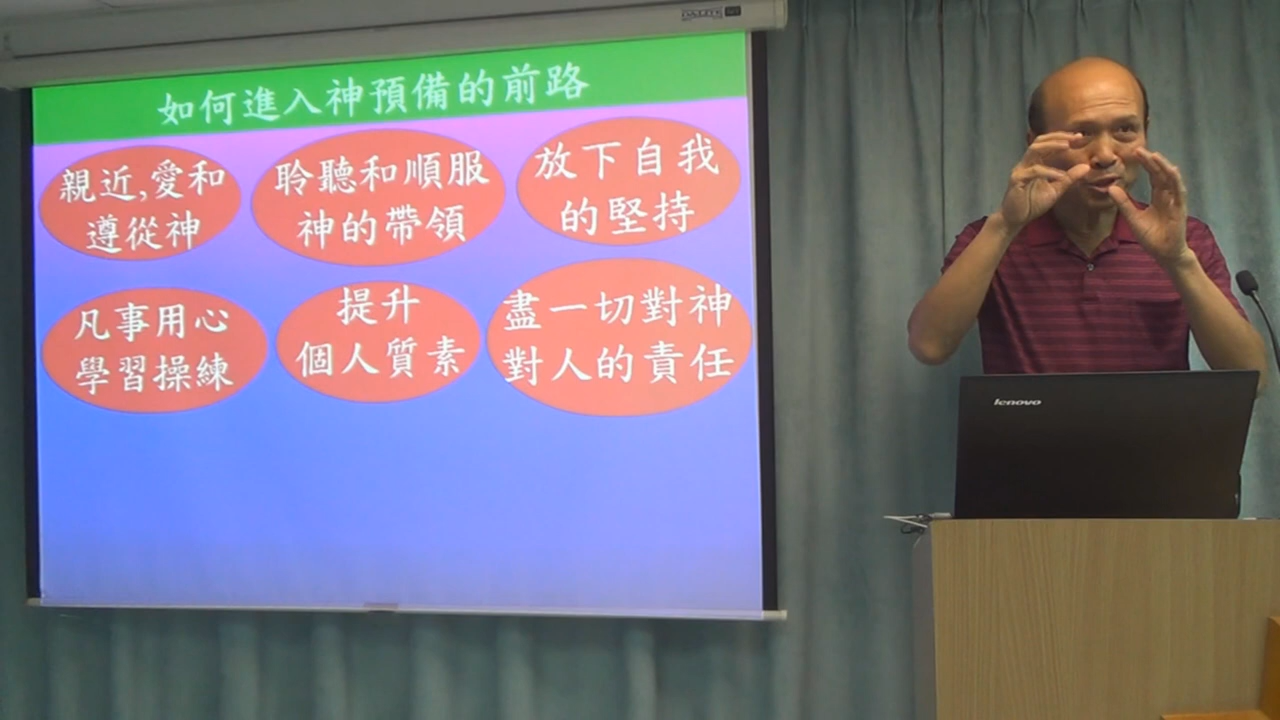 DALITE
如何進入神預備的前路
親近,愛和
遵從神
聆聽和順服
神的帶領
放下自我
的堅持
凡事用心
學習操練
提升
個人質素
盡一切對神
對人的責任
lenovo